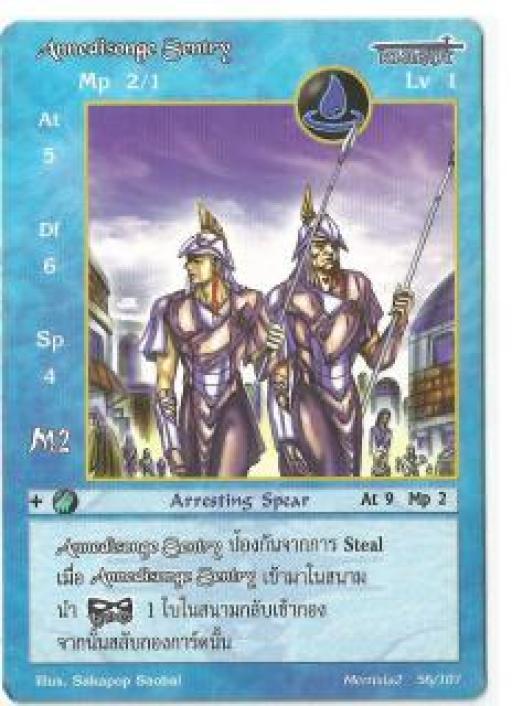 Annedisonge Sentry
Mp 2/1
Lv 1
At
5
Df
6
Sp
4
M2
+
Arresting Spear At 9 Mp 2
Annedisonge Sentry ป้องกันจากการ Steal
เมื่อ Annedisonge Sentry เข้ามาในสนาม
นำ 1 ใบในสนามกลับเข้ากอง
จากนั้นสลับกองการ์ดนั้น
Illus. Sakapop Saobal
56/107